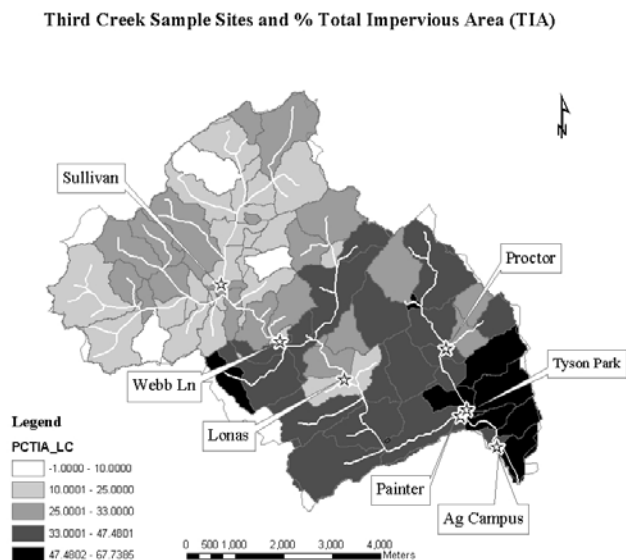 Third Creek Sample Sites and % Total Impervious Area (TIA)
N
Sullivan
Proctor
Tyson Park
Webb Ln
Lonas
Painter
Ag Campus
Legend
PCTIA_LC
-1.0000 - 10.0000
10.0001 - 25.0000
25.0001 - 33.0000
33.0001 - 47.4801
47.4802 - 67.7385
0 500 1,000 2,000 3,000 4,000
Meters